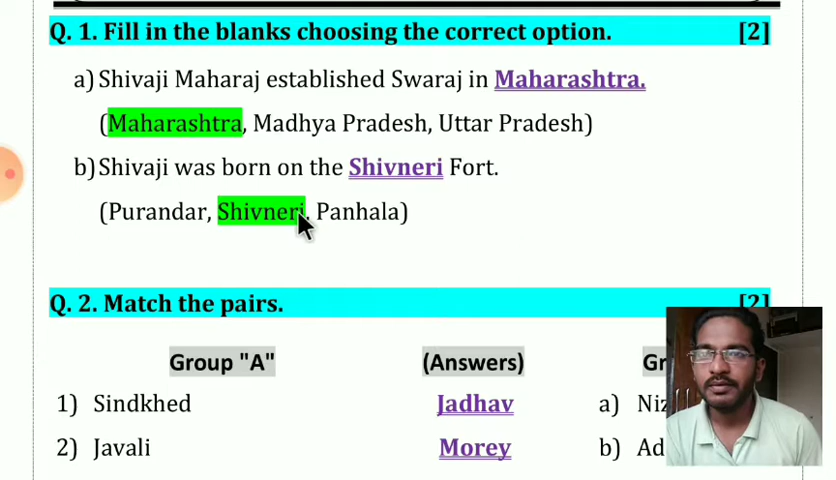 Q. 1. Fill in the blanks choosing the correct option. [2]
a) Shivaji Maharaj established Swaraj in Maharashtra.
(Maharashtra, Madhya Pradesh, Uttar Pradesh)
b) Shivaji was born on the Shivneri Fort.
(Purandar, Shivneri, Panhala)
Q. 2. Match the pairs. [2]
Group "A" (Answers)
1) Sindkhed Jadhav a)
2) Javali Morey b)